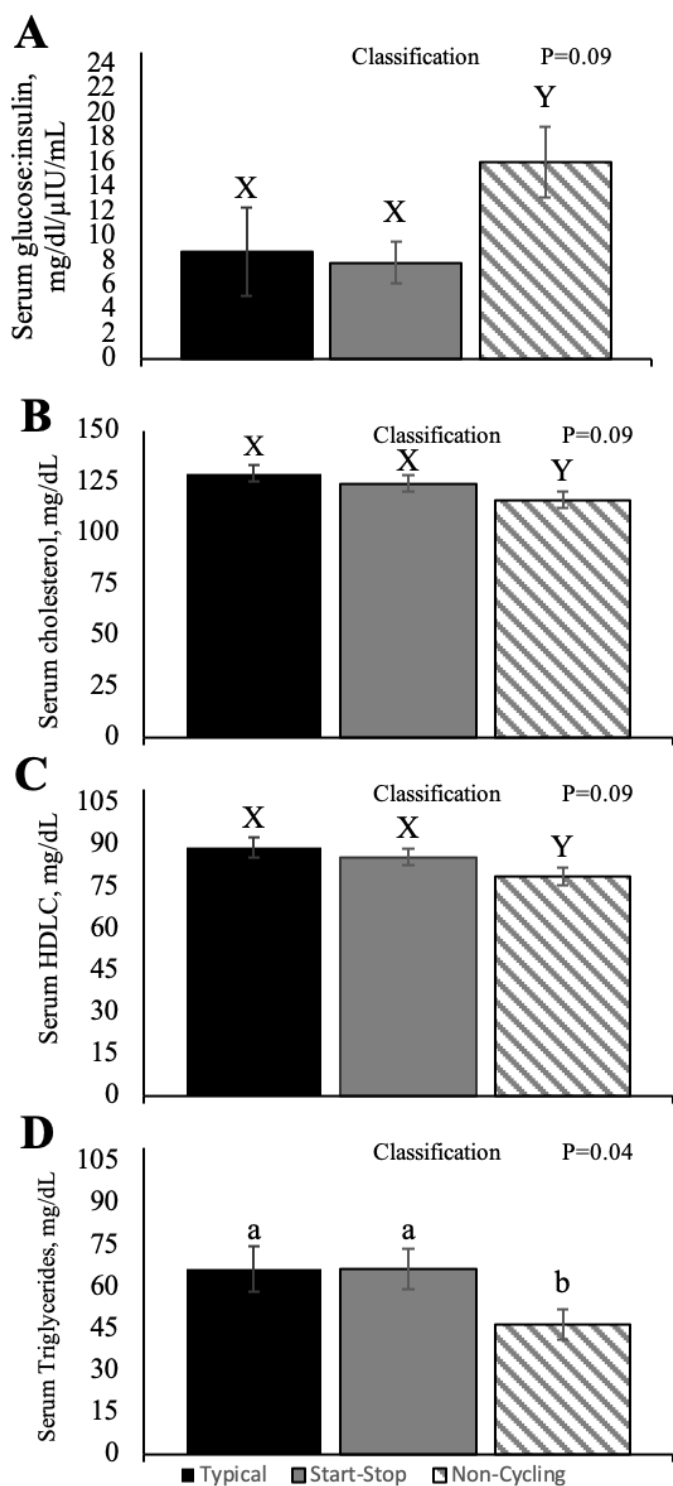 A
Classification P=0.09
Serum glucose:insulin,
mg/dl/µIU/mL
24
22
20
18
16
14
12
10
8
6
4
2
0
X
X
Y
B
Classification P=0.09
Serum cholesterol, mg/dL
150
125
100
75
50
25
0
X
X
Y
C
Classification P=0.09
Serum HDLC, mg/dL
105
90
75
60
45
30
15
0
X
X
Y
D
Classification P=0.04
Serum Triglycerides, mg/dL
105
90
75
60
45
30
15
0
a
a
b
Typical Start-Stop Non-Cycling